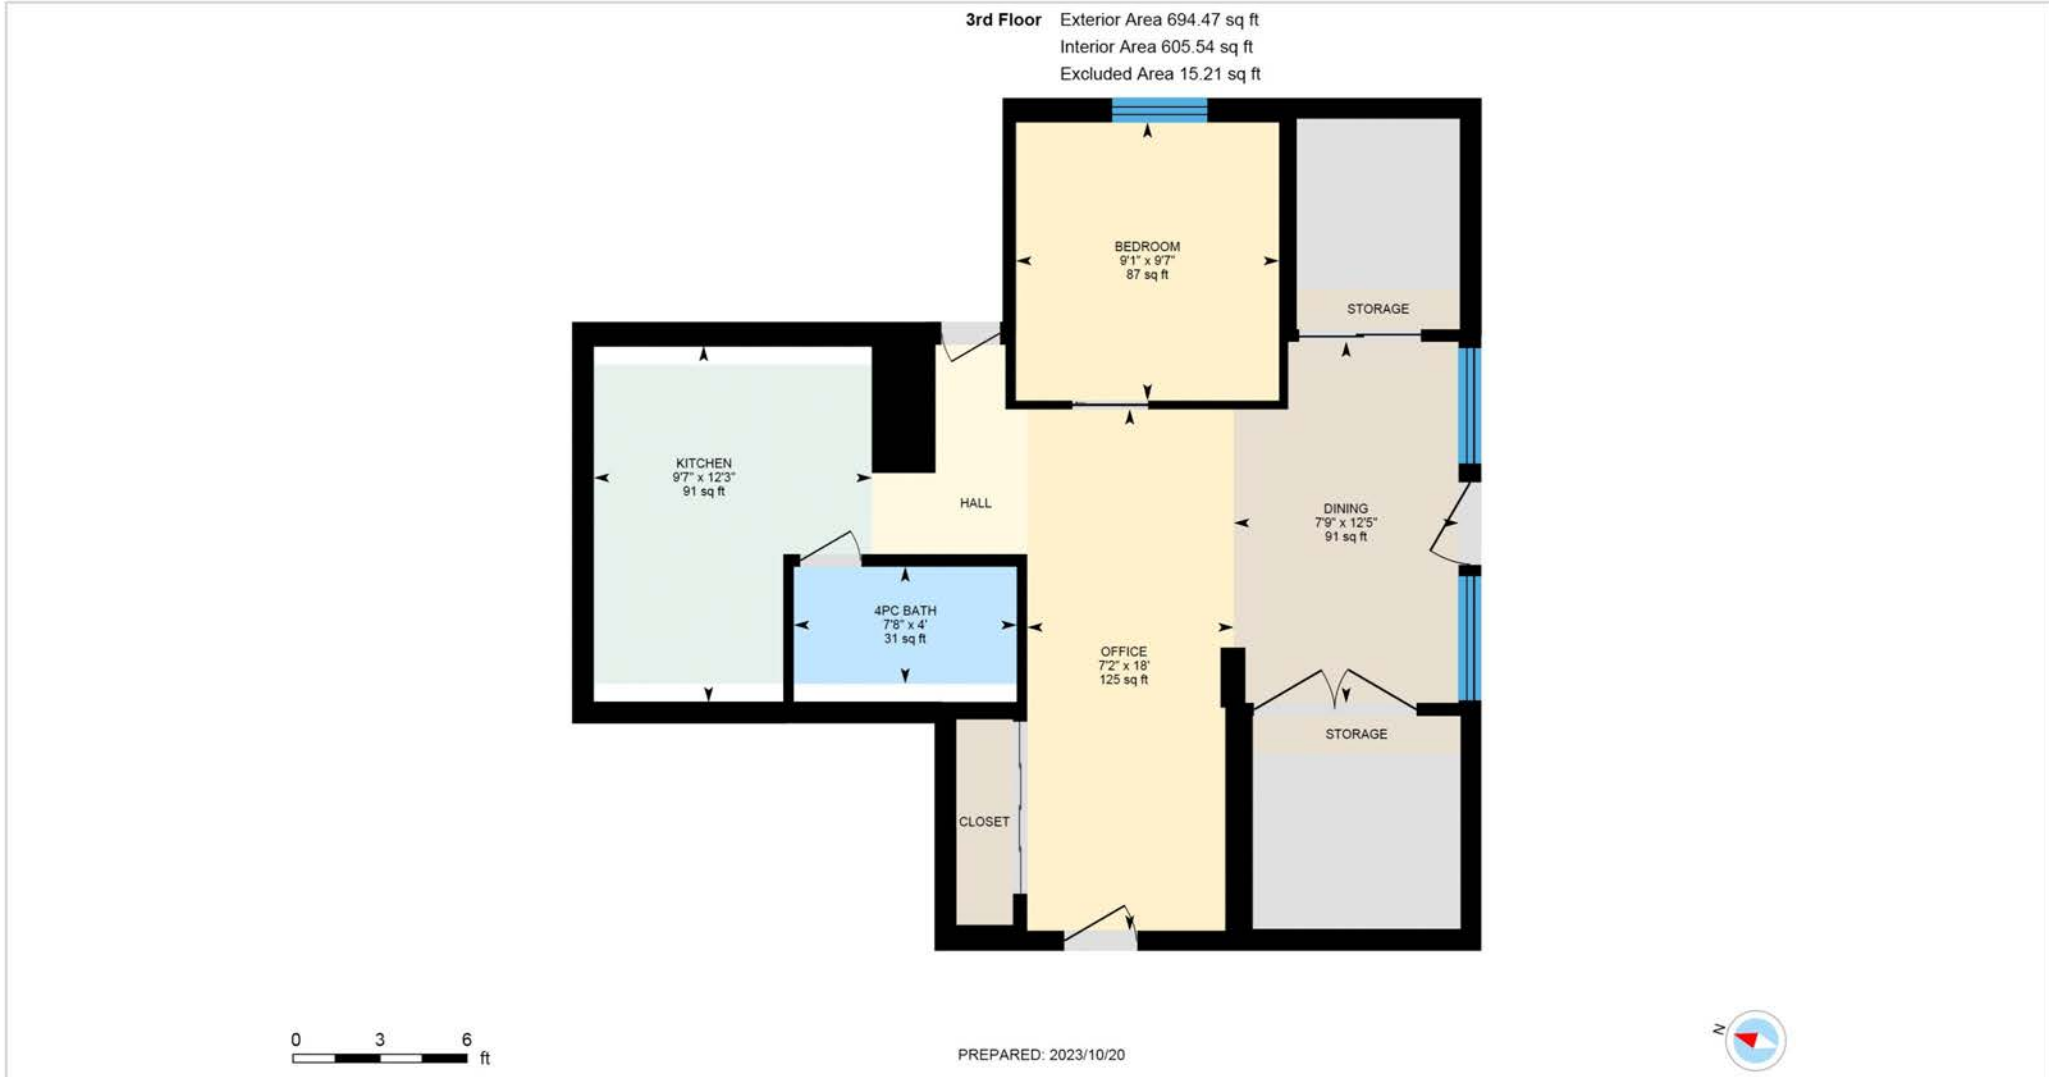 3rd Floor Exterior Area 694.47 sq ft
Interior Area 605.54 sq ft
Excluded Area 15.21 sq ft
BEDROOM
9'1" x 9'7"
87 sq ft
STORAGE
KITCHEN
9'7" x 12'3"
91 sq ft
HALL
DINING
7'9" x 12'5"
91 sq ft
4PC BATH
7'8" x 4'
31 sq ft
OFFICE
7'2" x 18'
125 sq ft
STORAGE
CLOSET
0 3 6 ft
PREPARED: 2023/10/20
N